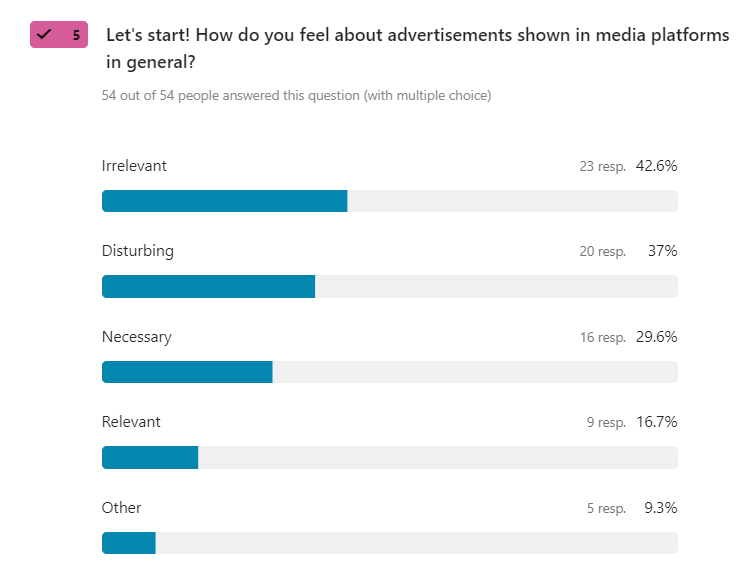 5 Let's start! How do you feel about advertisements shown in media platforms
in general?
54 out of 54 people answered this question (with multiple choice)
Irrelevant 23 resp. 42.6%
Disturbing 20 resp. 37%
Necessary 16 resp. 29.6%
Relevant 9 resp. 16.7%
Other 5 resp. 9.3%